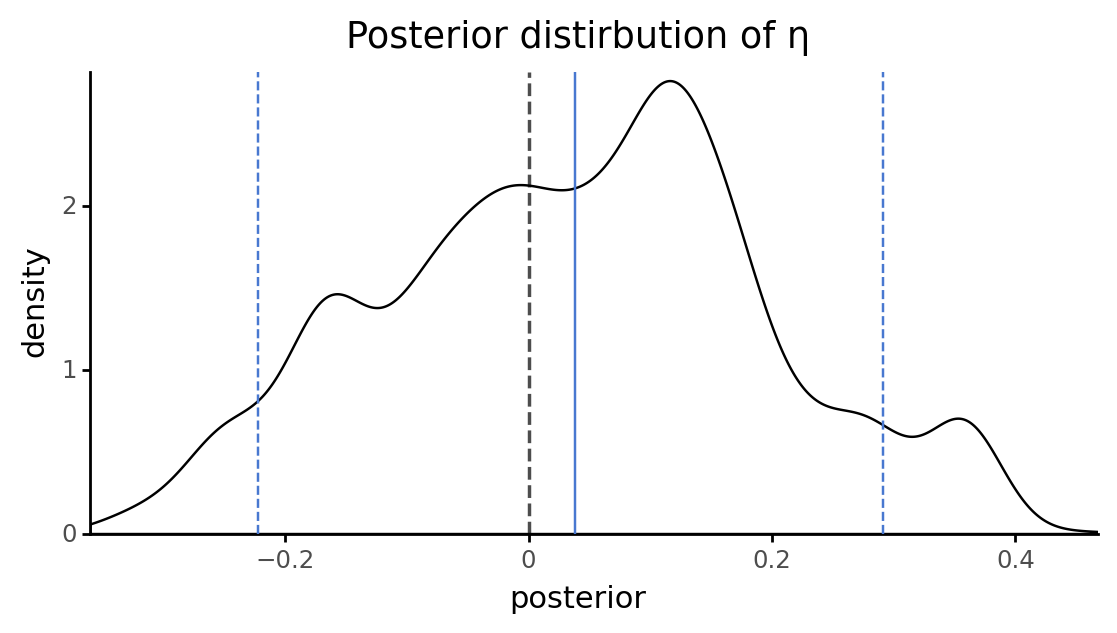 Posterior distirbution of η
density
2
1
0
−0.2
0
0.2
0.4
posterior